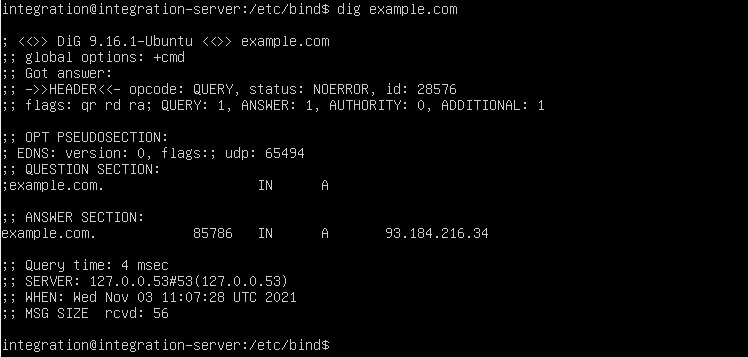 integration@integration-server:/etc/bind$ dig example.com

; <<>> DiG 9.16.1-Ubuntu <<>> example.com
;; global options: +cmd
;; Got answer:
;; ->>HEADER<<- opcode: QUERY, status: NOERROR, id: 28576
;; flags: qr rd ra; QUERY: 1, ANSWER: 1, AUTHORITY: 0, ADDITIONAL: 1

;; OPT PSEUDOSECTION:
; EDNS: version: 0, flags:; udp: 65494
;; QUESTION SECTION:
;example.com.                   IN      A

;; ANSWER SECTION:
example.com.            85786   IN      A       93.184.216.34

;; Query time: 4 msec
;; SERVER: 127.0.0.53#53(127.0.0.53)
;; WHEN: Wed Nov 03 11:07:28 UTC 2021
;; MSG SIZE  rcvd: 56

integration@integration-server:/etc/bind$